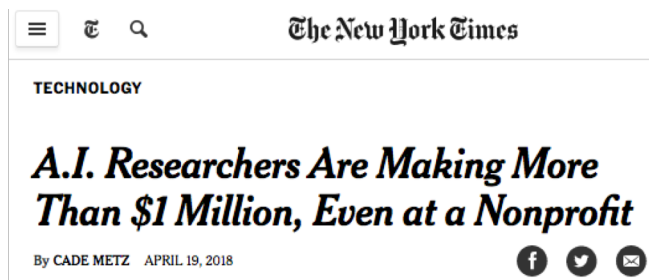 The New York Times
TECHNOLOGY
A.I. Researchers Are Making More
Than $1 Million, Even at a Nonprofit
By CADE METZ APRIL 19, 2018